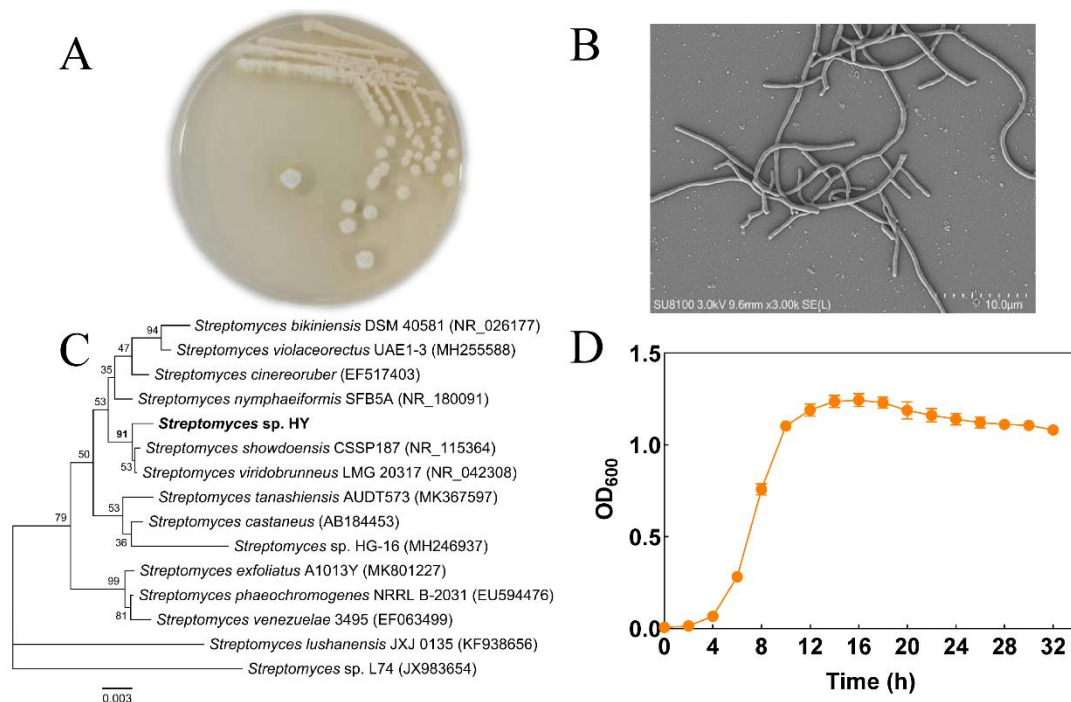 A
B
SU8100 3.0kV 9.6mm x3.00k SE(L)
10.0μm
C
94
Streptomyces bikiniensis DSM 40581 (NR_026177)
47
Streptomyces violaceorectus UAE1-3 (MH255588)
35
Streptomyces cinereoruber (EF517403)
53
Streptomyces nymphaeiformis SFB5A (NR_180091)
Streptomyces sp. HY
91
Streptomyces showdoensis CSSP187 (NR_115364)
50
53
Streptomyces viridobrunneus LMG 20317 (NR_042308)
Streptomyces tanashiensis AUDT573 (MK367597)
53
79
Streptomyces castaneus (AB184453)
36
Streptomyces sp. HG-16 (MH246937)
Streptomyces exfoliatus A1013Y (MK801227)
99
Streptomyces phaeochromogenes NRRL B-2031 (EU594476)
81
Streptomyces venezuelae 3495 (EF063499)
Streptomyces lushanensis JXJ 0135 (KF938656)
Streptomyces sp. L74 (JX983654)
0.003
D
1.5
1.0
0.5
0.0
OD600
0 4 8 12 16 20 24 28 32
Time (h)